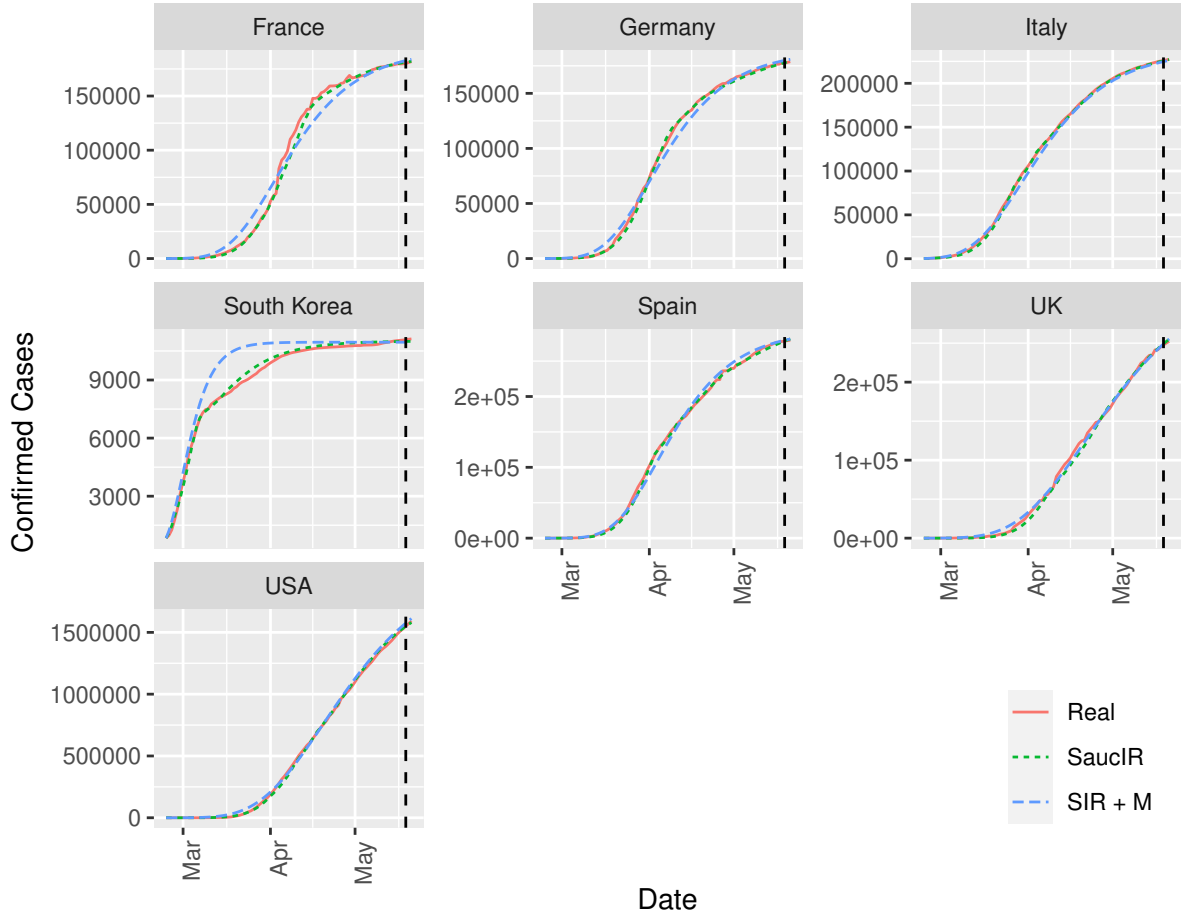 France
Germany
Italy
150000
100000
50000
0
150000
100000
50000
0
200000
150000
100000
50000
0
South Korea
Spain
UK
9000
6000
3000
2e+05
1e+05
0e+00
2e+05
1e+05
0e+00
Mar
Apr
May
Mar
Apr
May
USA
1500000
1000000
500000
0
Mar
Apr
May
Confirmed Cases
Date
Real
SaucIR
SIR + M